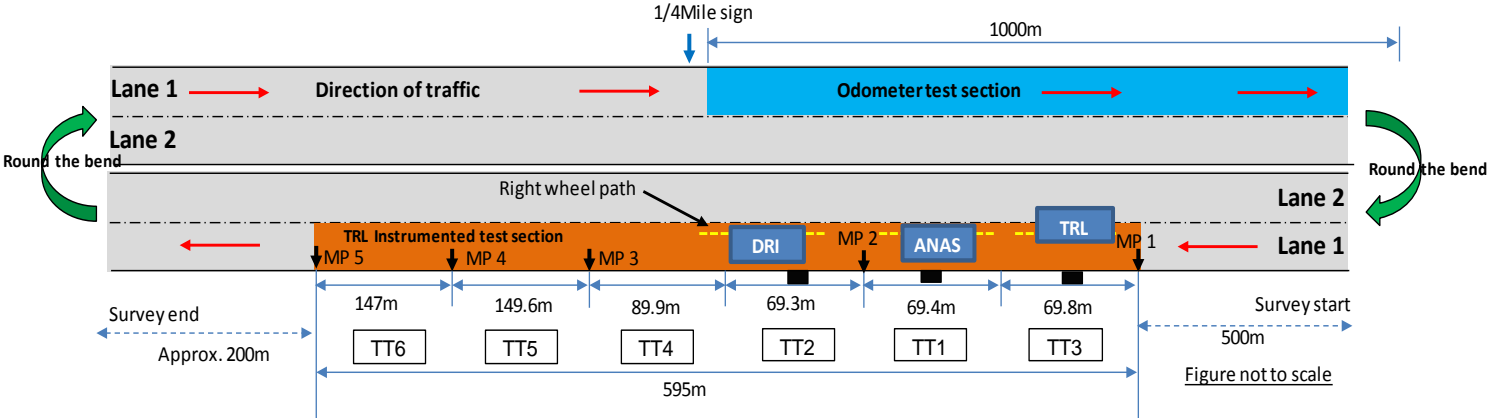 1/4Mile sign
1000m
Lane 1
Direction of traffic
Odometer test section
Lane 2
Round the bend
Round the bend
Right wheel path
Lane 2
TRL
TRL Instrumented test section
DRI
MP 2
ANAS
MP 1
Lane 1
MP 5
MP 4
MP 3
147m
149.6m
89.9m
69.3m
69.4m
69.8m
Survey end
Survey start
Approx. 200m
500m
TT6
TT5
TT4
TT2
TT1
TT3
595m
Figure not to scale